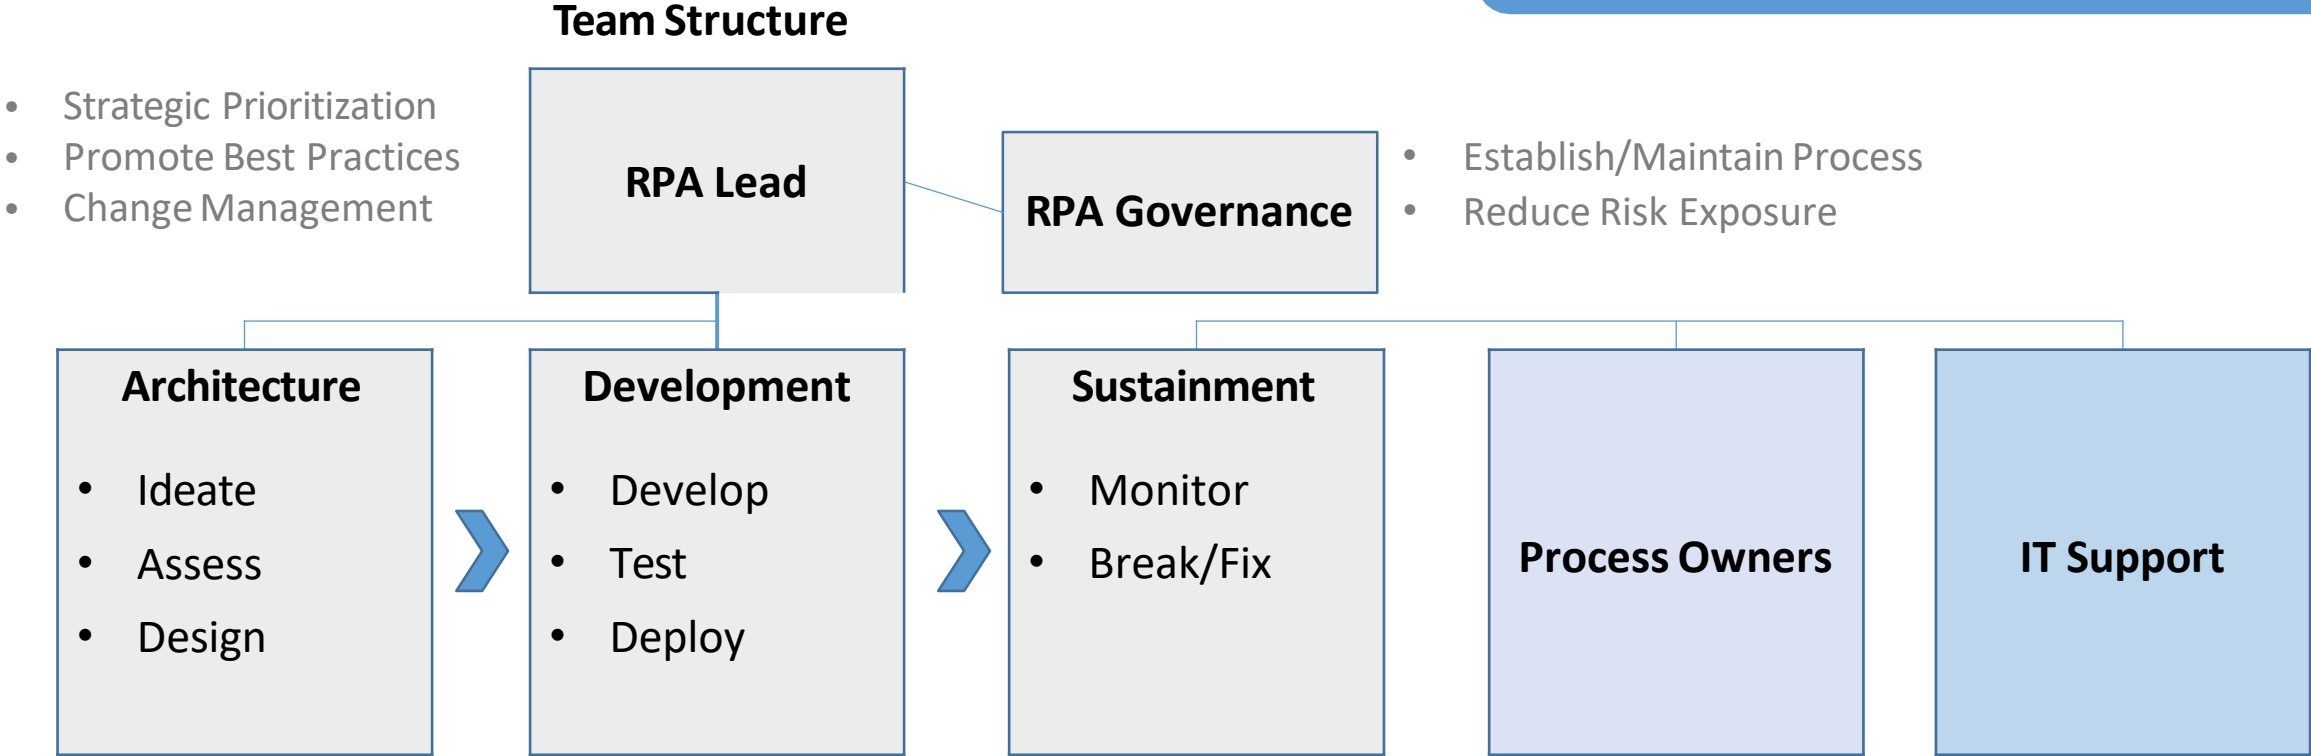 Team Structure
• Strategic Prioritization
• Promote Best Practices
• Change Management
RPA Lead
RPA Governance
• Establish/Maintain Process
• Reduce Risk Exposure
Architecture
• Ideate
• Assess
• Design
Development
• Develop
• Test
• Deploy
Sustainment
• Monitor
• Break/Fix
Process Owners
IT Support